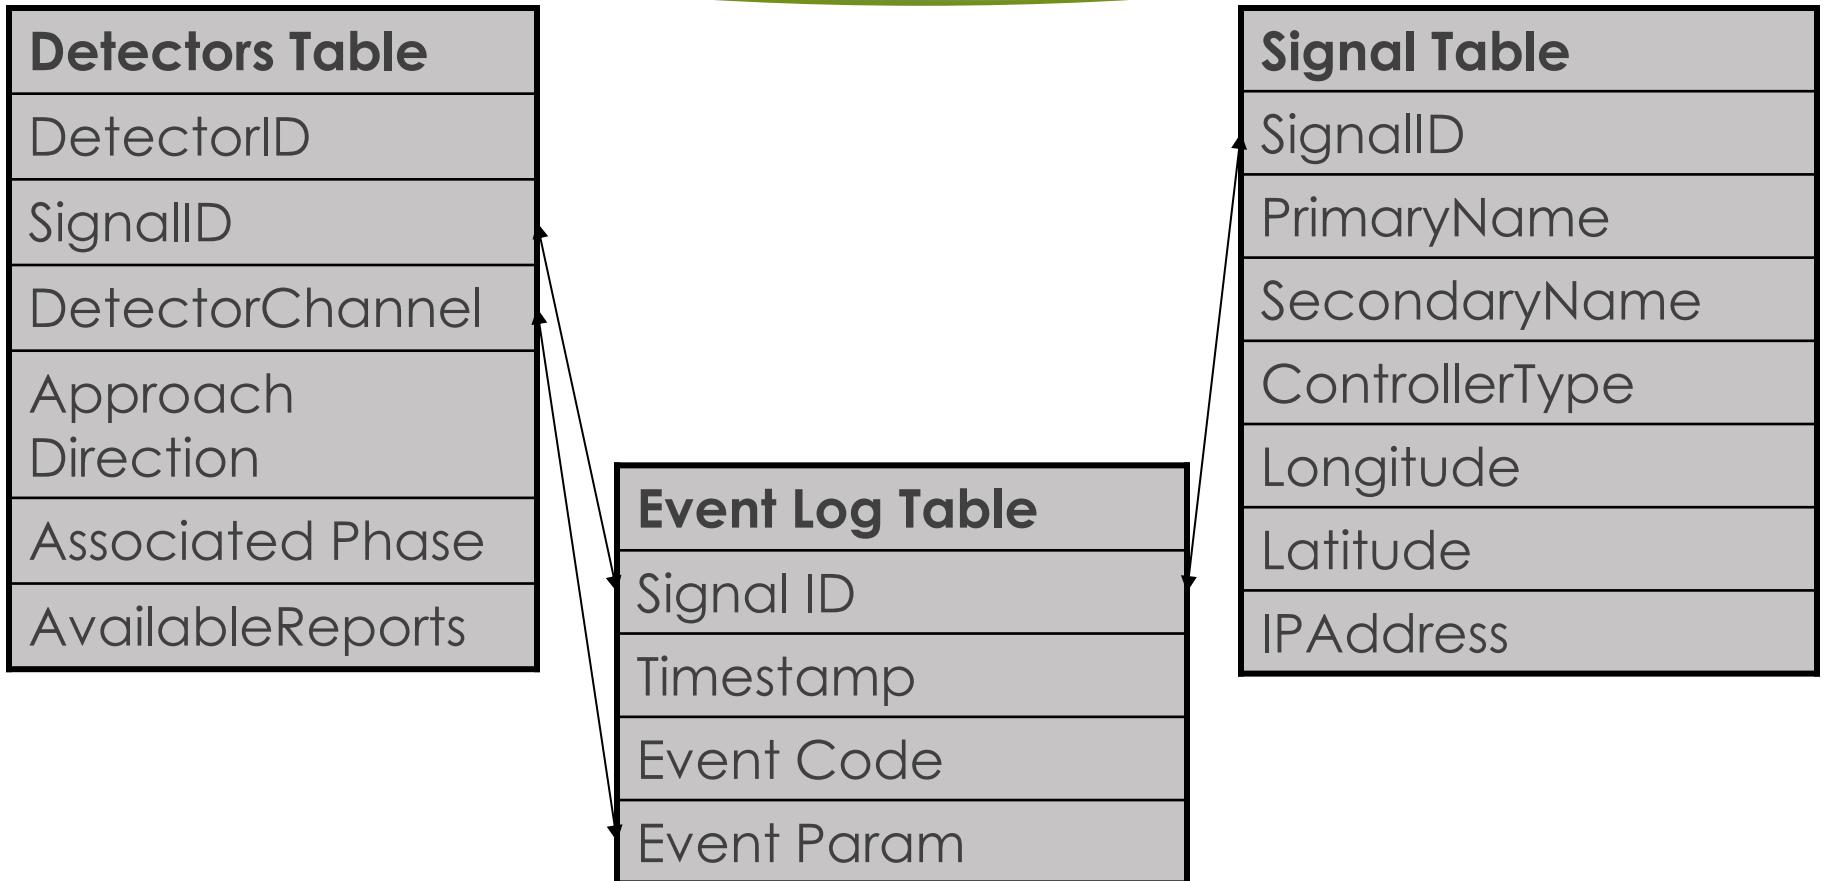 Detectors Table
DetectorID
SignalID
DetectorChannel
Approach
Direction
Associated Phase
AvailableReports
Event Log Table
Signal ID
Timestamp
Event Code
Event Param
Signal Table
SignalID
PrimaryName
SecondaryName
ControllerType
Longitude
Latitude
IPAddress